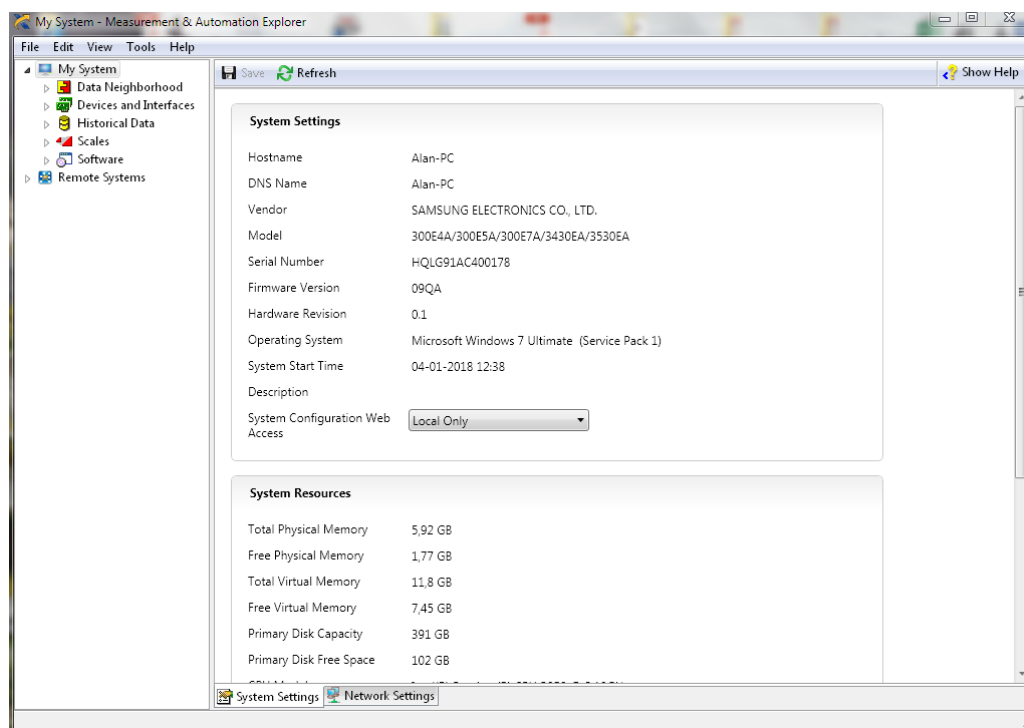 My System - Measurement & Automation Explorer
File Edit View Tools Help
My System
Data Neighborhood
Devices and Interfaces
Historical Data
Scales
Software
Remote Systems
Save Refresh Show Help
System Settings
Hostname Alan-PC
DNS Name Alan-PC
Vendor SAMSUNG ELECTRONICS CO., LTD.
Model 300E4A/300E5A/300E7A/3430EA/3530EA
Serial Number HQLG91AC400178
Firmware Version 09QA
Hardware Revision 0.1
Operating System Microsoft Windows 7 Ultimate (Service Pack 1)
System Start Time 04-01-2018 12:38
Description
System Configuration Web Access Local Only
System Resources
Total Physical Memory 5,92 GB
Free Physical Memory 1,77 GB
Total Virtual Memory 11,8 GB
Free Virtual Memory 7,45 GB
Primary Disk Capacity 391 GB
Primary Disk Free Space 102 GB
System Settings Network Settings